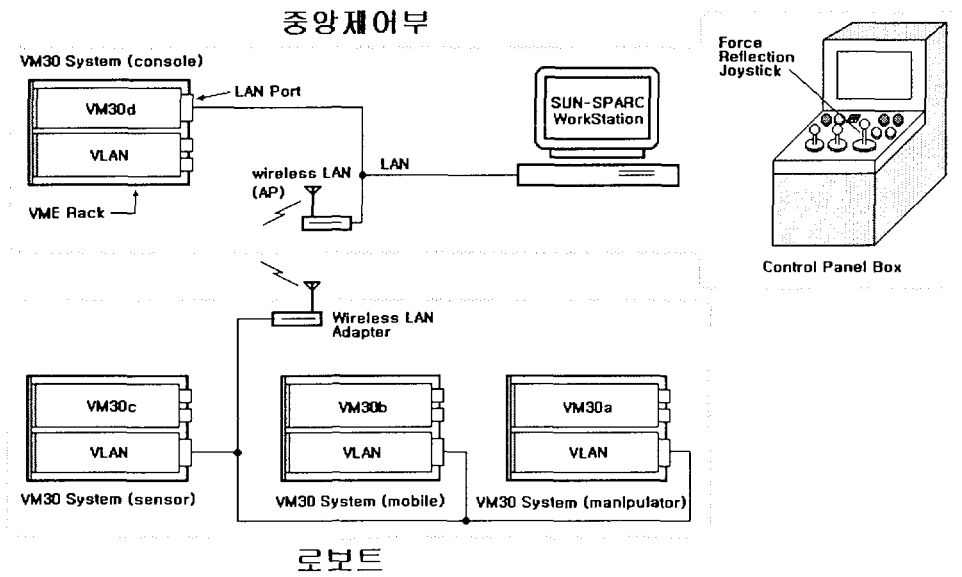 중앙제어부
VM30 System (console)
LAN Port
VM30d
VLAN
VME Rack
wireless LAN
(AP)
LAN
SUN-SPARC
WorkStation
Force
Reflection
Joystick
Control Panel Box
Wireless LAN
Adapter
VM30c
VLAN
VM30 System (sensor)
VM30b
VLAN
VM30 System (mobile)
VM30a
VLAN
VM30 System (manipulator)
로보트